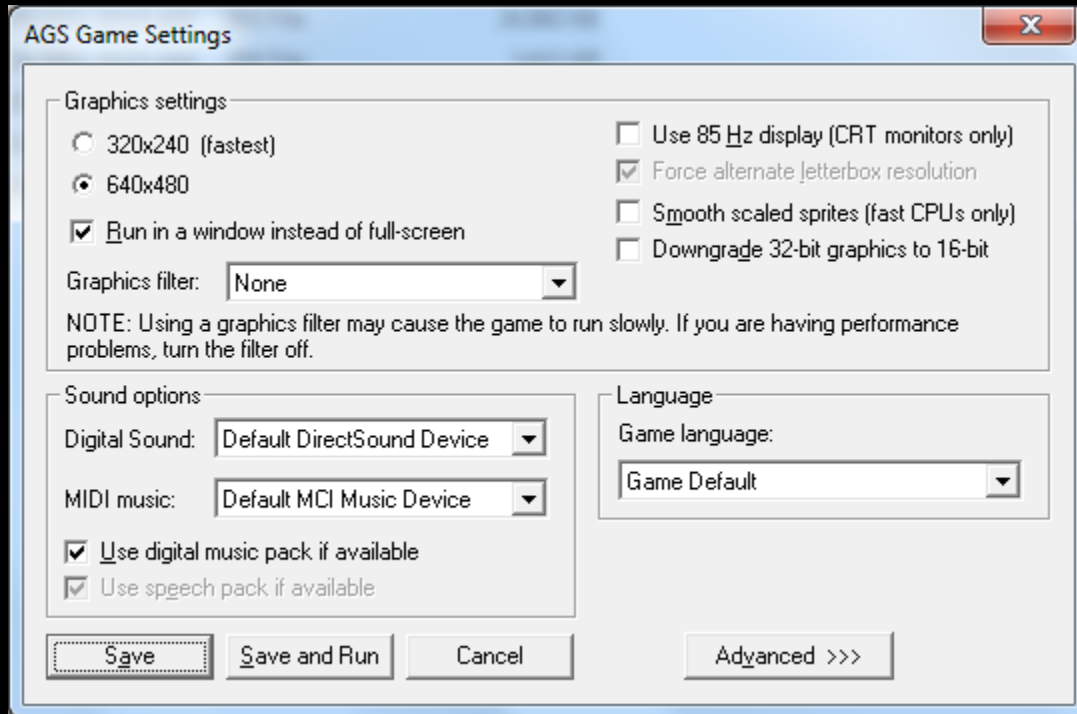 AGS Game Settings
Graphics settings
320x240 (fastest)
640x480
Run in a window instead of full-screen
Use 85 Hz display (CRT monitors only)
Force alternate letterbox resolution
Smooth scaled sprites (fast CPUs only)
Downgrade 32-bit graphics to 16-bit
Graphics filter: None
NOTE: Using a graphics filter may cause the game to run slowly. If you are having performance
problems, turn the filter off.
Sound options
Digital Sound: Default DirectSound Device
MIDI music: Default MCI Music Device
Use digital music pack if available
Use speech pack if available
Language
Game language:
Game Default
Save
Save and Run
Cancel
Advanced >>>